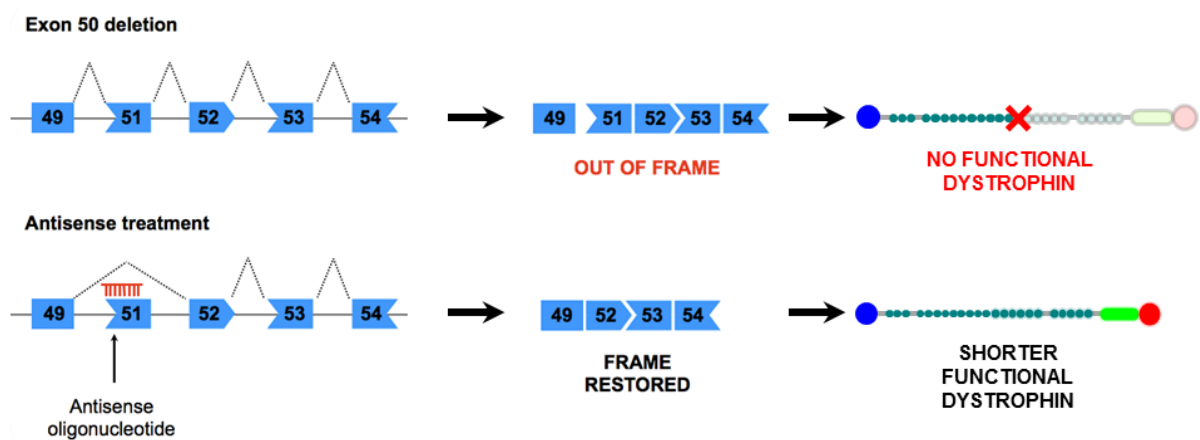 Exon 50 deletion
49 51 52 53 54
49 51 52 53 54
OUT OF FRAME
NO FUNCTIONAL
DYSTROPHIN
Antisense treatment
49 51 52 53 54
49 52 53 54
FRAME
RESTORED
SHORTER
FUNCTIONAL
DYSTROPHIN
Antisense
oligonucleotide